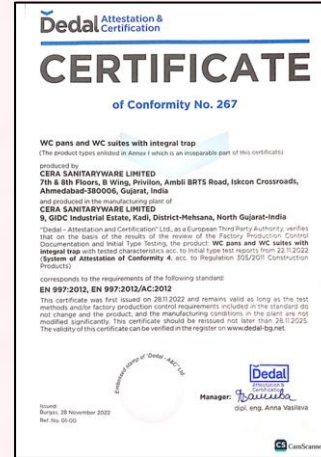 Dedal Attestation &
Certification
CERTIFICATE
of Conformity No. 267
WC pans and WC suites with integral trap
(The product types enlisted in Annex I which is an inseparable part of this certificate)
produced by
CERA SANITARYWARE LIMITED
7th & 8th Floors, B Wing, Privilon, Ambli BRTS Road, Iskcon Crossroads,
Ahmedabad-380006, Gujarat, India
and produced in the manufacturing plant of
CERA SANITARYWARE LIMITED
9, GIDC Industrial Estate, Kadi, District-Mehsana, North Gujarat-India
"Dedal – Attestation and Certification" Ltd., as a European Third Party Authority, verifies
that on the basis of the results of the review of the Factory Production Control
Documentation and Initial Type Testing, the product: WC pans and WC suites with
integral trap with tested characteristics acc. to Initial type test reports from 22.11.2022
(System of Attestation of Conformity 4, acc. to Regulation 305/2011 Construction
Products)
corresponds to the requirements of the following standard:
EN 997:2012, EN 997:2012/AC:2012
This certificate was first issued on 28.11.2022 and remains valid as long as the test
methods and/or factory production control requirements included in the standard do
not change and the product, and the manufacturing conditions in the plant are not
modified significantly. This certificate should be reissued not later than 28.11.2025.
The validity of this certificate can be verified in the register on www.dedal-bg.net.
Embossed stamp of "Dedal - ABC" Ltd
Dedal
Attestation &
Certification
Manager:
dipl. eng. Anna Vasileva
Issued:
Burgas, 28 November 2022
Ref. No. 01-00
CS CamScanner